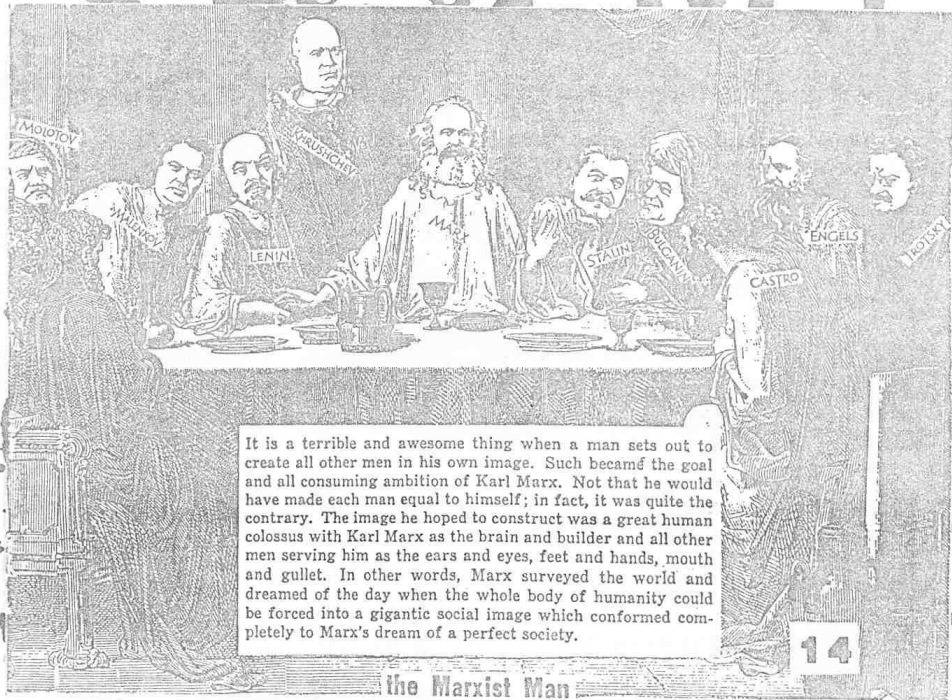 MOLOTOV
MALENKOV
LENIN
KHRUSHCHEV
MARX
STALIN
BULGANIN
CASTRO
ENGELS
TROTSKY
It is a terrible and awesome thing when a man sets out to
create all other men in his own image. Such became the goal
and all consuming ambition of Karl Marx. Not that he would
have made each man equal to himself; in fact, it was quite the
contrary. The image he hoped to construct was a great human
colossus with Karl Marx as the brain and builder and all other
men serving him as the ears and eyes, feet and hands, mouth
and gullet. In other words, Marx surveyed the world and
dreamed of the day when the whole body of humanity could
be forced into a gigantic social image which conformed com-
pletely to Marx's dream of a perfect society.
14
the Marxist Man